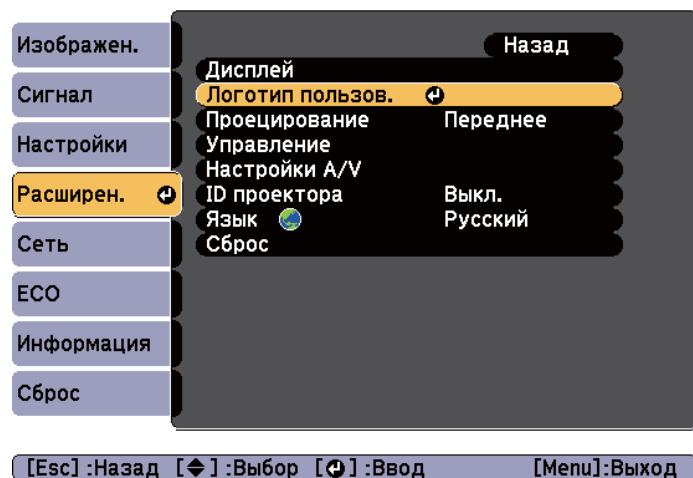 Изображен.
Сигнал
Настройки
Расширен.
Сеть
ECO
Информация
Сброс
Назад
Дисплей
Логотип пользов.
Проецирование Переднее
Управление
Настройки A/V
ID проектора Выкл.
Язык Русский
Сброс
[Esc] :Назад [◆] :Выбор [⏎] :Ввод [Menu]:Выход